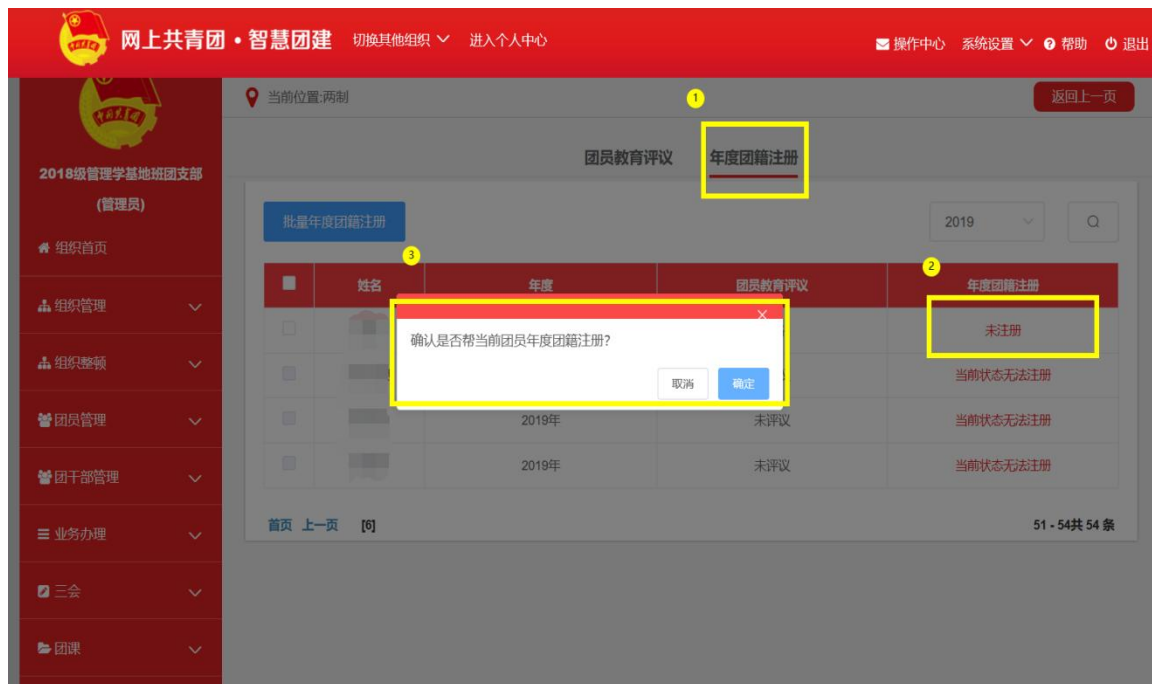 网上共青团・智慧团建 切换其他组织 进入个人中心 操作中心 系统设置 帮助 退出
当前位置:两制 1 返回上一页
团员教育评议 年度团籍注册
2018级管理学基地班团支部
(管理员)
批量年度团籍注册 2019
组织首页
3 2
姓名 年度 团员教育评议 年度团籍注册
组织管理
确认是否帮当前团员年度团籍注册?
未注册
组织整顿
取消 确定
当前状态无法注册
团员管理
2019年 未评议 当前状态无法注册
团干部管理
2019年 未评议 当前状态无法注册
首页 上一页 [6] 51 - 54共 54 条
业务办理
三会
团课